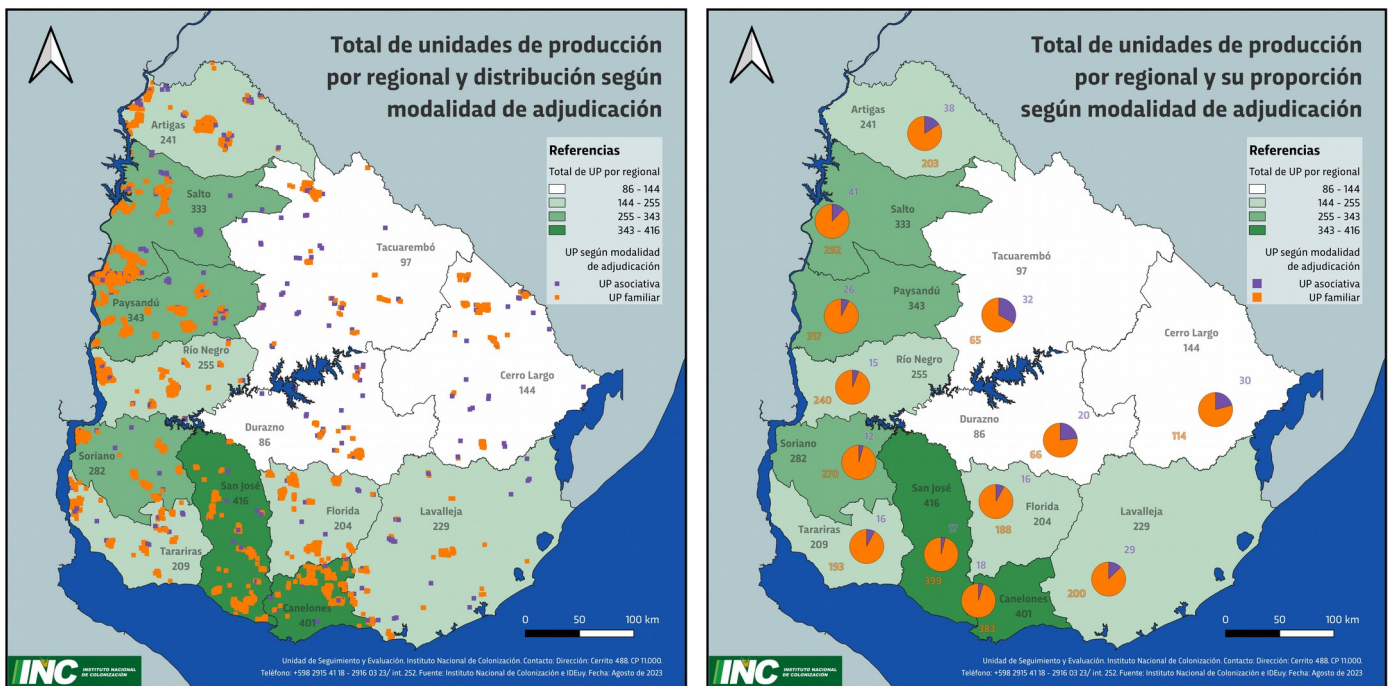 Total de unidades de producción
por regional y distribución según
modalidad de adjudicación
Artigas
241
Salto
333
Tacuarembó
97
Paysandú
343
Río Negro
255
Cerro Largo
144
Durazno
86
Soriano
282
San José
416
Florida
204
Lavalleja
229
Tarariras
209
Canelones
401
Referencias
Total de UP por regional
86 - 144
144 - 255
255 - 343
343 - 416
UP según modalidad
de adjudicación
UP asociativa
UP familiar
0 50 100 km
INC INSTITUTO NACIONAL
DE COLONIZACIÓN
Unidad de Seguimiento y Evaluación. Instituto Nacional de Colonización. Contacto: Dirección: Cerrito 488. CP 11.000.
Teléfono: +598 2915 41 18 - 2916 03 23/ int. 252. Fuente: Instituto Nacional de Colonización e IDEuy. Fecha: Agosto de 2023
Total de unidades de producción
por regional y su proporción
según modalidad de adjudicación
Artigas
241
38
203
Salto
333
41
292
Tacuarembó
97
32
65
Paysandú
343
26
317
Río Negro
255
15
240
Cerro Largo
144
30
114
Durazno
86
20
66
Soriano
282
12
270
San José
416
17
399
Florida
204
16
188
Lavalleja
229
29
200
Tarariras
209
16
193
Canelones
401
18
383
Referencias
Total de UP por regional
86 - 144
144 - 255
255 - 343
343 - 416
UP según modalidad
de adjudicación
UP asociativa
UP familiar
0 50 100 km
INC INSTITUTO NACIONAL
DE COLONIZACIÓN
Unidad de Seguimiento y Evaluación. Instituto Nacional de Colonización. Contacto: Dirección: Cerrito 488. CP 11.000.
Teléfono: +598 2915 41 18 - 2916 03 23/ int. 252. Fuente: Instituto Nacional de Colonización e IDEuy. Fecha: Agosto de 2023